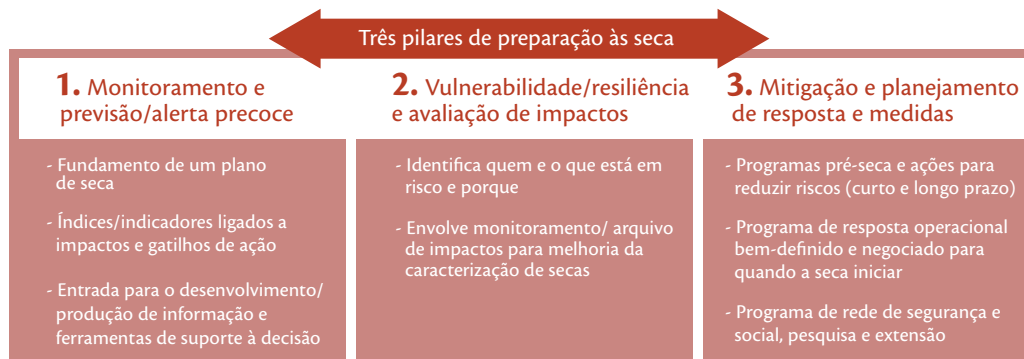 Três pilares de preparação às seca
1. Monitoramento e
previsão/alerta precoce
- Fundamento de um plano
de seca
- Índices/indicadores ligados a
impactos e gatilhos de ação
- Entrada para o desenvolvimento/
produção de informação e
ferramentas de suporte à decisão
2. Vulnerabilidade/resiliência
e avaliação de impactos
- Identifica quem e o que está em
risco e porque
- Envolve monitoramento/ arquivo
de impactos para melhoria da
caracterização de secas
3. Mitigação e planejamento
de resposta e medidas
- Programas pré-seca e ações para
reduzir riscos (curto e longo prazo)
- Programa de resposta operacional
bem-definido e negociado para
quando a seca iniciar
- Programa de rede de segurança e
social, pesquisa e extensão